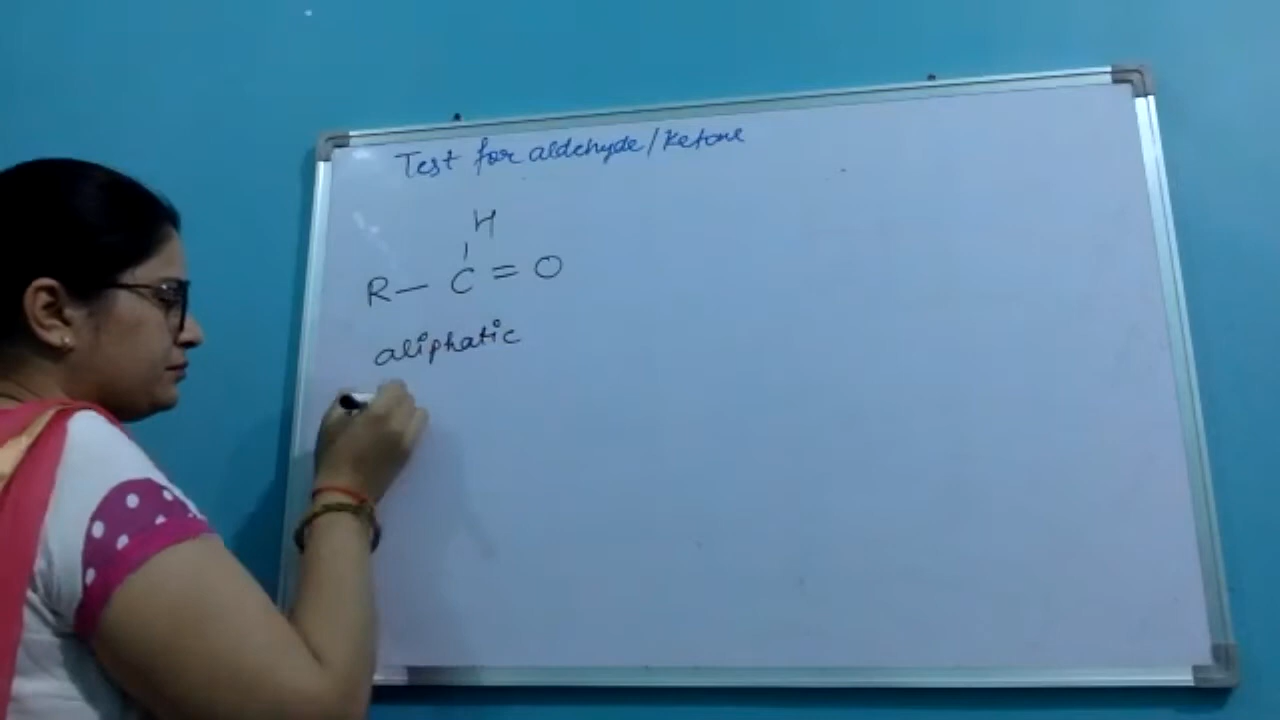 Test for aldehyde/Ketone
H
R - C = O
aliphatic